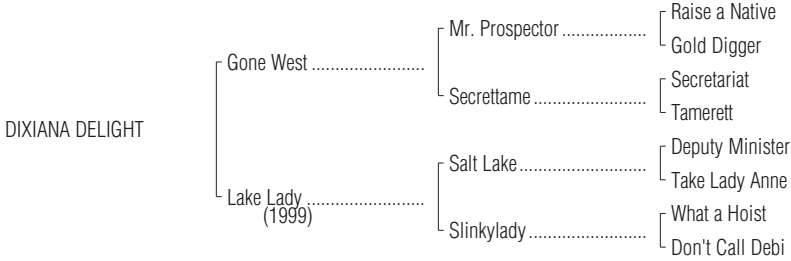 Raise a Native
Mr. Prospector ..................
Gold Digger
Gone West ........................
Secretariat
Secrettame ........................
Tamerett
DIXIANA DELIGHT
Deputy Minister
Salt Lake ...........................
Take Lady Anne
Lake Lady .........................
(1999)
What a Hoist
Slinkylady .........................
Don't Call Debi